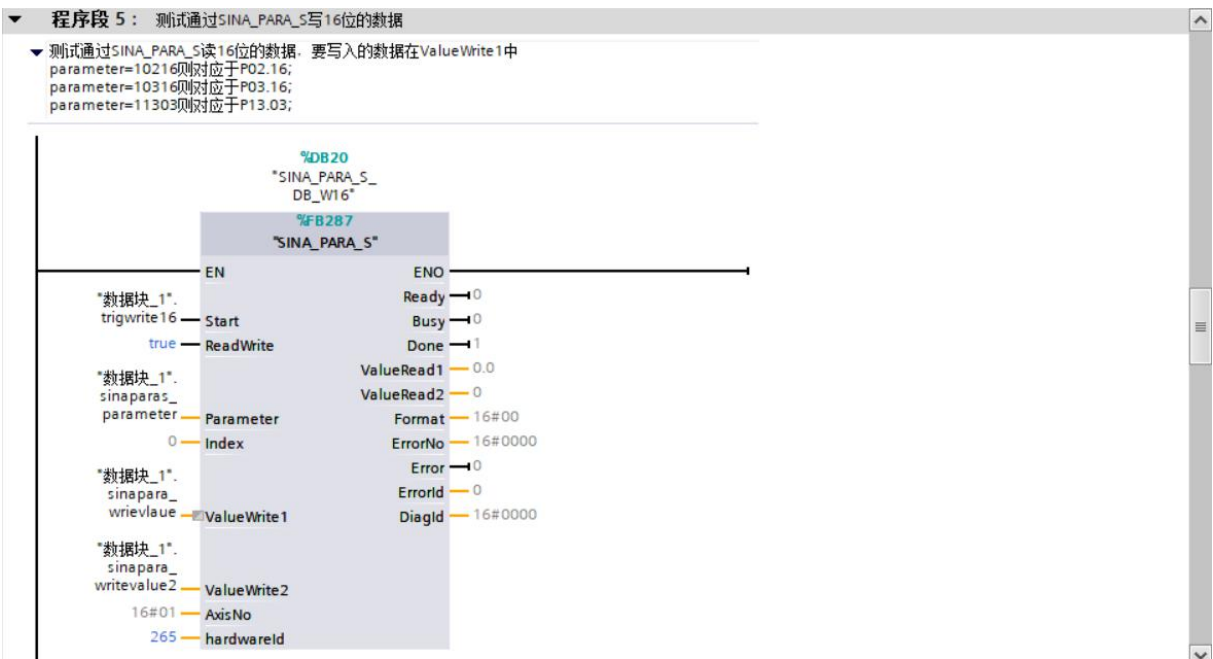 程序段 5： 测试通过SINA_PARA_S写16位的数据
测试通过SINA_PARA_S读16位的数据．要写入的数据在ValueWrite1中
parameter=10216则对应于P02.16;
parameter=10316则对应于P03.16;
parameter=11303则对应于P13.03;
%DB20
"SINA_PARA_S_
DB_W16"
%FB287
"SINA_PARA_S"
EN
ENO
Ready 0
"数据块_1".
trigwrite16
Start
Busy 0
true
ReadWrite
Done 1
ValueRead1 0.0
"数据块_1".
sinaparas_
parameter
ValueRead2 0
Parameter
Format 16#00
0
Index
ErrorNo 16#0000
Error 0
"数据块_1".
sinapara_
wrievlaue
ErrorId 0
ValueWrite1
DiagId 16#0000
"数据块_1".
sinapara_
writevalue2
ValueWrite2
16#01
AxisNo
265
hardwareId